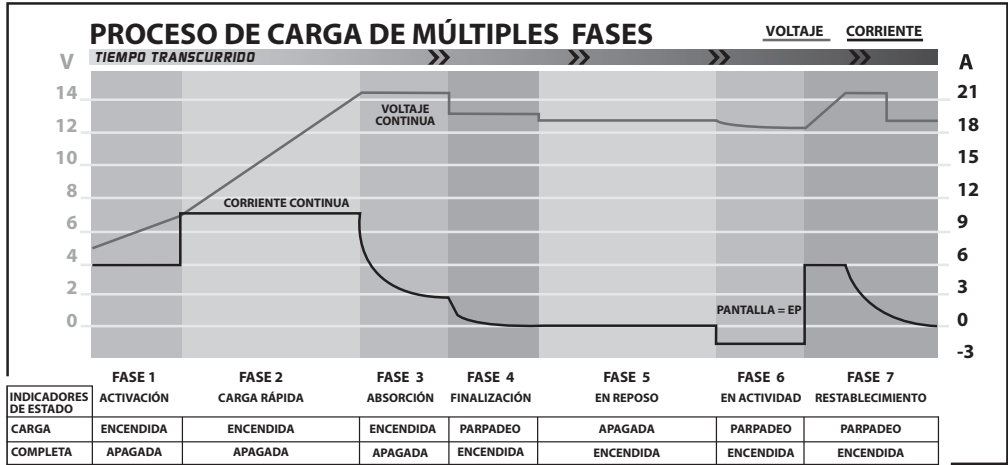 PROCESO DE CARGA DE MÚLTIPLES FASES
VOLTAJE CORRIENTE
V TIEMPO TRANSCURRIDO A
14 21
12 18
10 15
8 12
6 9
4 6
2 3
0 0
-3
VOLTAJE
CONTINUA
CORRIENTE CONTINUA
PANTALLA = EP
FASE 1 FASE 2 FASE 3 FASE 4 FASE 5 FASE 6 FASE 7
INDICADORES
DE ESTADO
ACTIVACIÓN CARGA RÁPIDA ABSORCIÓN FINALIZACIÓN EN REPOSO EN ACTIVIDAD RESTABLECIMIENTO
CARGA ENCENDIDA ENCENDIDA ENCENDIDA PARPADEO APAGADA PARPADEO PARPADEO
COMPLETA APAGADA APAGADA APAGADA ENCENDIDA ENCENDIDA ENCENDIDA ENCENDIDA